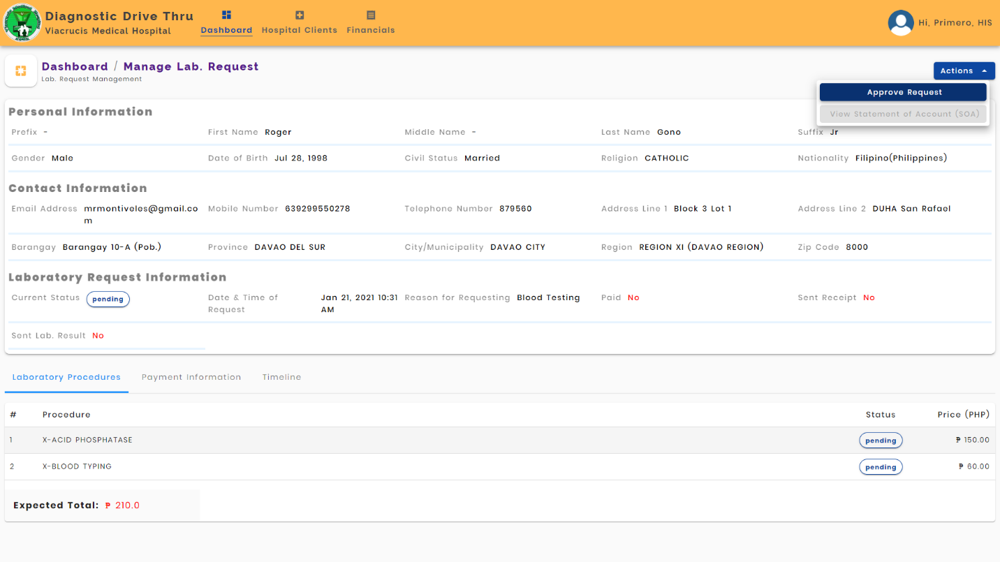 Diagnostic Drive Thru
Viacrucis Medical Hospital
Dashboard
Hospital Clients
Financials
Hi, Primero, HIS
Dashboard / Manage Lab. Request
Lab. Request Management
Actions
Approve Request
View Statement of Account (SOA)
Personal Information
Prefix -
First Name Roger
Middle Name -
Last Name Gono
Suffix Jr
Gender Male
Date of Birth Jul 28, 1998
Civil Status Married
Religion CATHOLIC
Nationality Filipino(Philippines)
Contact Information
Email Address mrmontiveles@gmail.co
m
Mobile Number 639299550278
Telephone Number 879560
Address Line 1 Block 3 Lot 1
Address Line 2 DUHA San Rafael
Barangay Barangay 10-A (Pob.)
Province DAVAO DEL SUR
City/Municipality DAVAO CITY
Region REGION XI (DAVAO REGION)
Zip Code 8000
Laboratory Request Information
Current Status pending
Date & Time of Request
Jan 21, 2021 10:31 AM
Reason for Requesting Blood Testing
Paid No
Sent Receipt No
Sent Lab. Result No
Laboratory Procedures
Payment Information
Timeline
# Procedure Status Price (PHP)
1 X-ACID PHOSPHATASE pending ₱ 150.00
2 X-BLOOD TYPING pending ₱ 60.00
Expected Total: ₱ 210.0